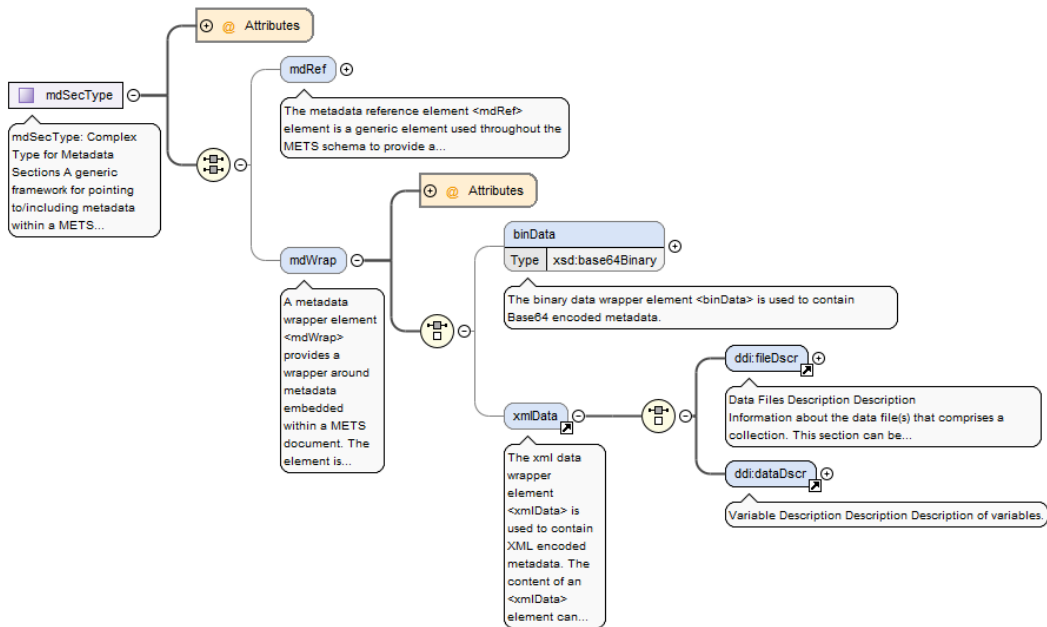 @ Attributes
mdRef
mdSecType
The metadata reference element <mdRef>
element is a generic element used throughout the
METS schema to provide a...
mdSecType: Complex
Type for Metadata
Sections A generic
framework for pointing
to/including metadata
within a METS...
@ Attributes
binData
Type xsd:base64Binary
mdWrap
The binary data wrapper element <binData> is used to contain
Base64 encoded metadata.
A metadata
wrapper element
<mdWrap>
provides a
wrapper around
metadata
embedded
within a METS
document. The
element is...
ddi:fileDscr
Data Files Description Description
Information about the data file(s) that comprises a
collection. This section can be...
xmlData
The xml data
wrapper
element
<xmlData> is
used to contain
XML encoded
metadata. The
content of an
<xmlData>
element can...
ddi:dataDscr
Variable Description Description Description of variables.